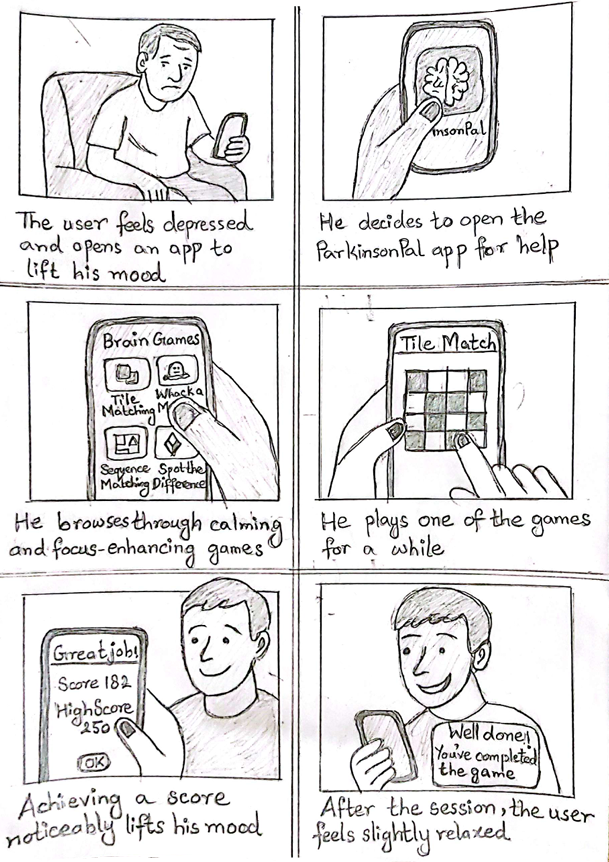 The user feels depressed
and opens an app to
lift his mood
nsonPal
He decides to open the
ParkinsonPal app for help
Brain Games
Tile
Matching
Whack a
M
Sequence
Matching
Spot the
Difference
He browses through calming
and focus-enhancing games
Tile Match
He plays one of the games
for a while
Great job!
Score 182
High Score
250
OK
Achieving a score
noticeably lifts his mood
Well done!
You've completed
the game
After the session, the user
feels slightly relaxed